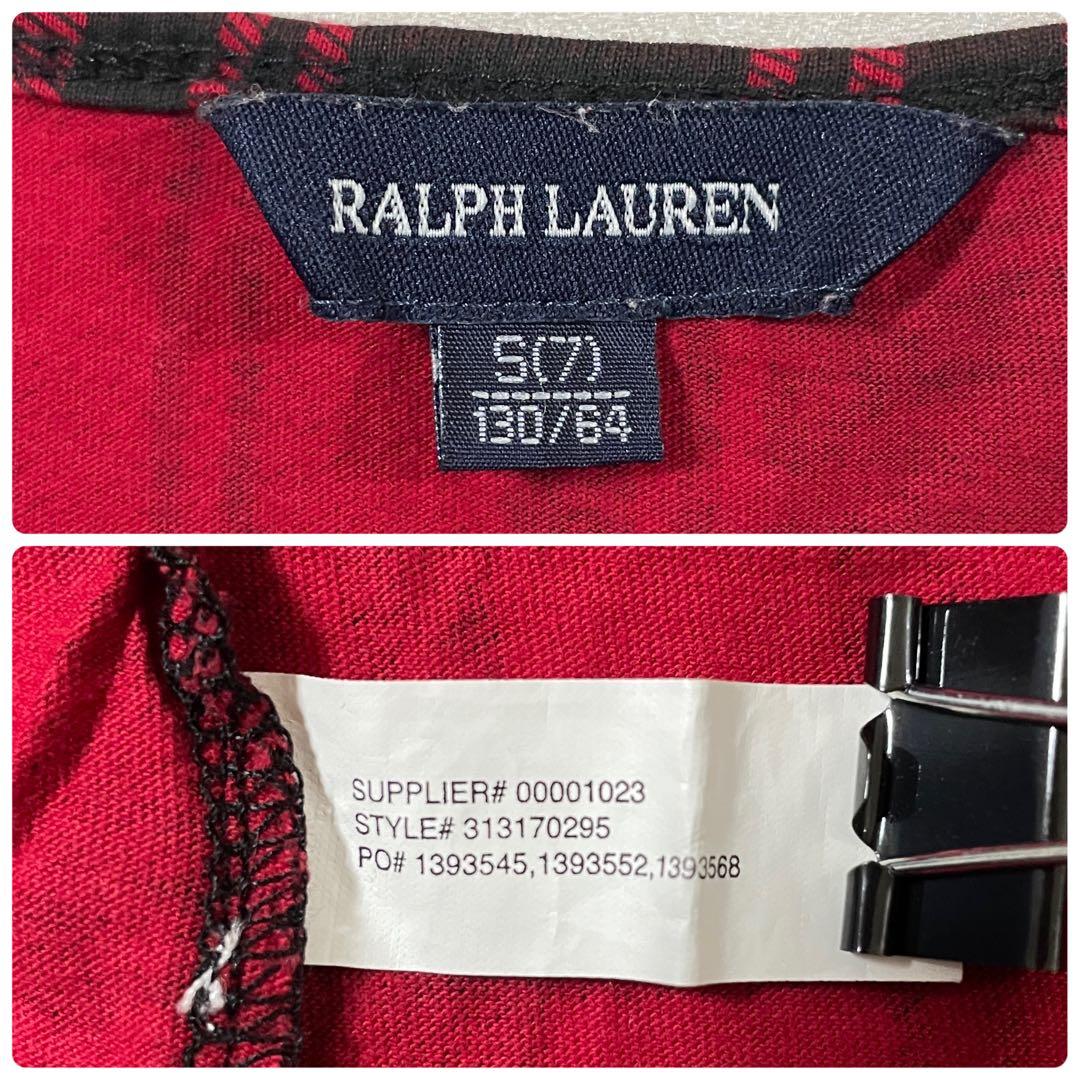 RALPH LAUREN
S(7)
130/64
SUPPLIER# 00001023
STYLE# 313170295
PO# 1393545,1393552,1393568